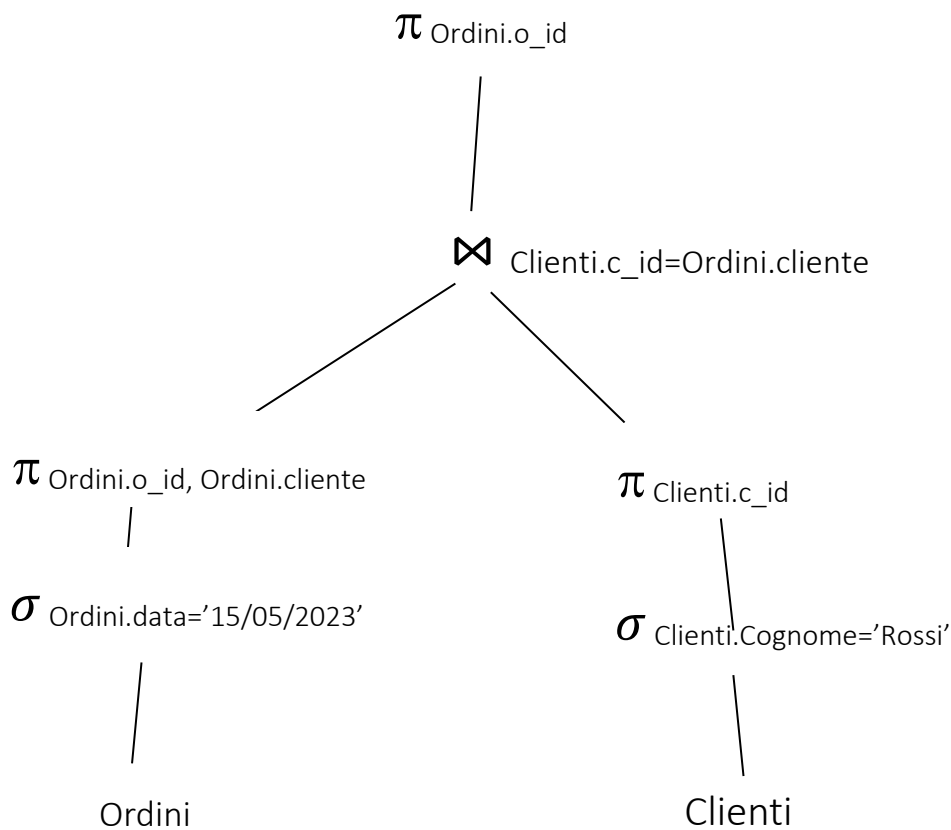 π Ordini.o_id
⋈ Clienti.c_id=Ordini.cliente
π Ordini.o_id, Ordini.cliente
π Clienti.c_id
σ Ordini.data=’15/05/2023’
σ Clienti.Cognome=’Rossi’
Ordini
Clienti